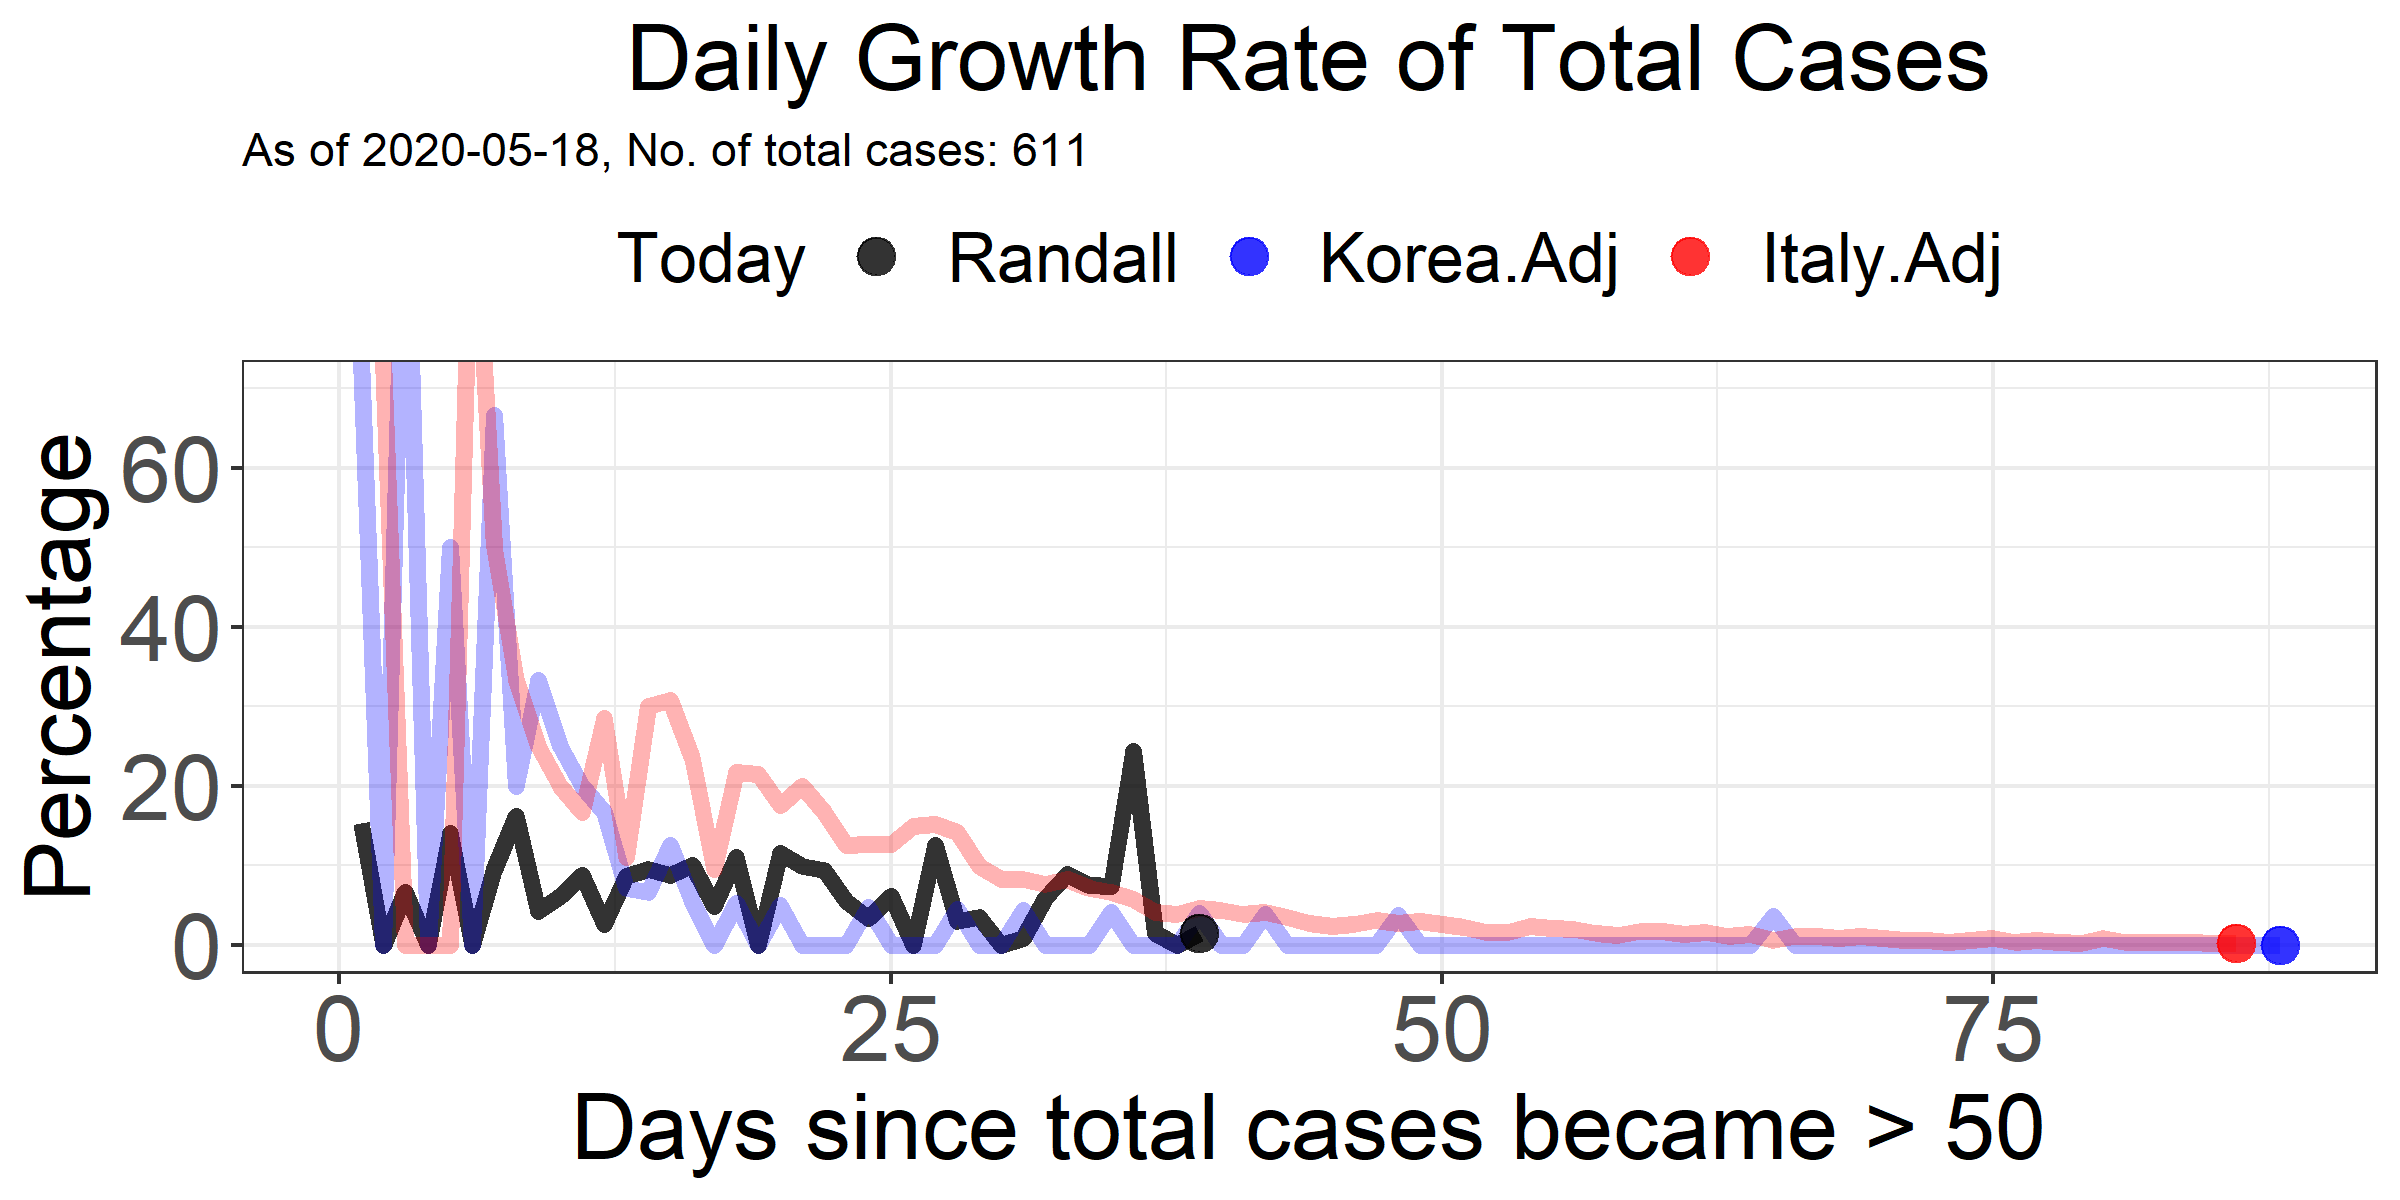 Daily Growth Rate of Total Cases
As of 2020-05-18, No. of total cases: 611
Today Randall Korea.Adj Italy.Adj
Percentage
60
40
20
0
0 25 50 75
Days since total cases became > 50